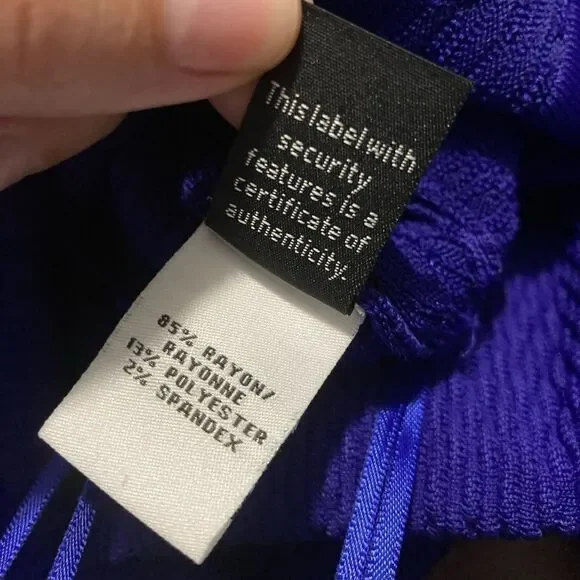 This label with
security
features is a
certificate of
authenticity.
85% RAYON/
RAYONNE
13% POLYESTER
2% SPANDEX